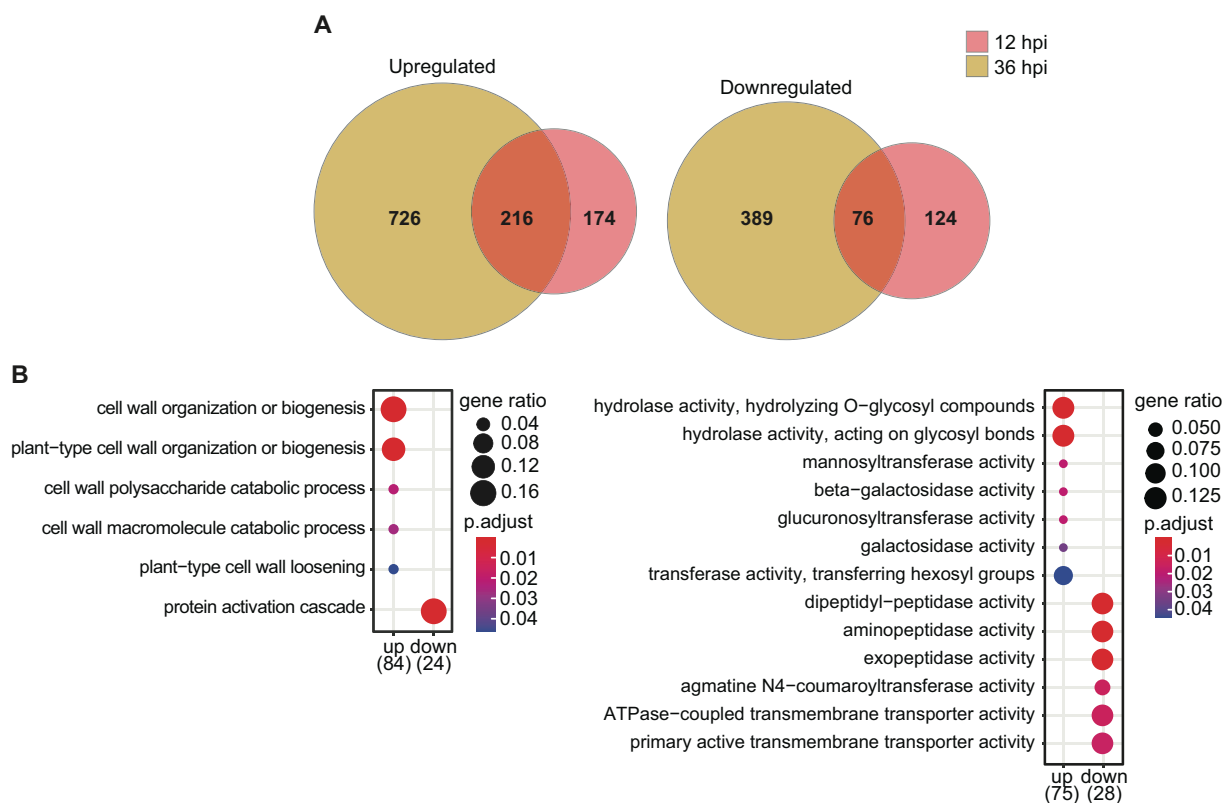 A
12 hpi
36 hpi
Upregulated
Downregulated
726
216
174
389
76
124
B
cell wall organization or biogenesis
plant−type cell wall organization or biogenesis
cell wall polysaccharide catabolic process
cell wall macromolecule catabolic process
plant−type cell wall loosening
protein activation cascade
up
(84)
down
(24)
gene ratio
0.04
0.08
0.12
0.16
p.adjust
0.01
0.02
0.03
0.04
hydrolase activity, hydrolyzing O−glycosyl compounds
hydrolase activity, acting on glycosyl bonds
mannosyltransferase activity
beta−galactosidase activity
glucuronosyltransferase activity
galactosidase activity
transferase activity, transferring hexosyl groups
dipeptidyl−peptidase activity
aminopeptidase activity
exopeptidase activity
agmatine N4−coumaroyltransferase activity
ATPase−coupled transmembrane transporter activity
primary active transmembrane transporter activity
up
(75)
down
(28)
gene ratio
0.050
0.075
0.100
0.125
p.adjust
0.01
0.02
0.03
0.04